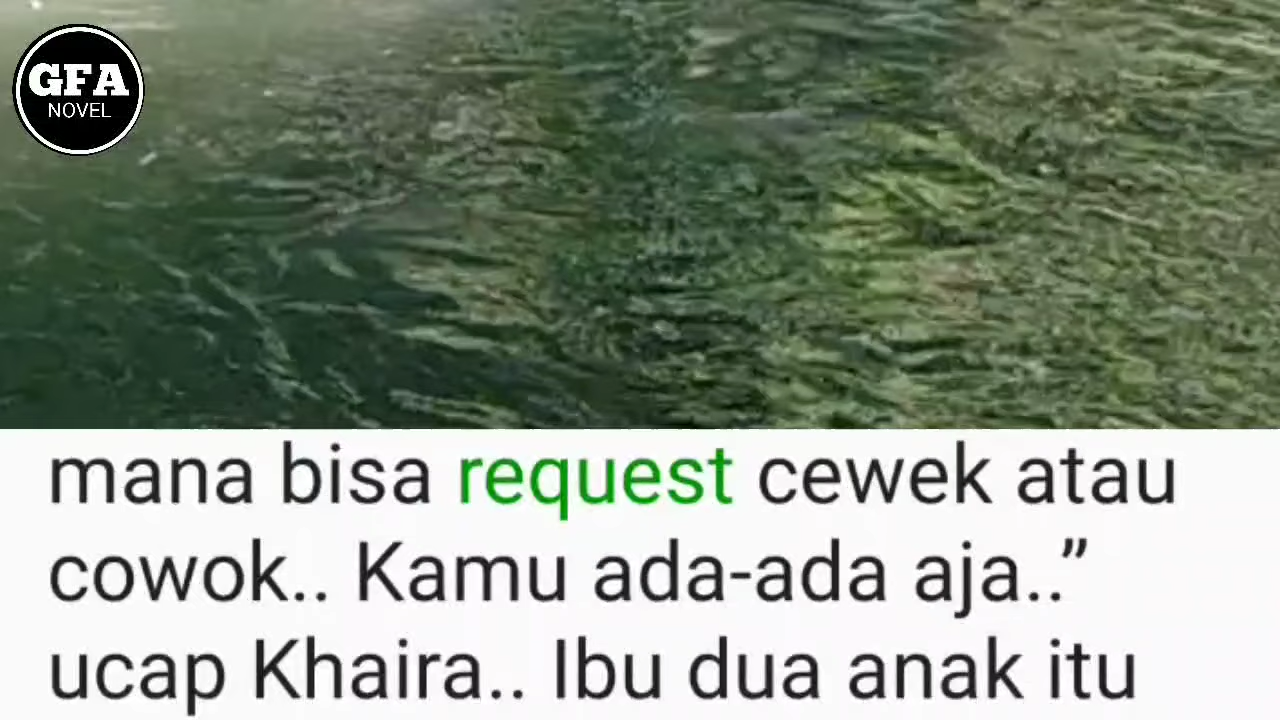 GFA
NOVEL
mana bisa request cewek atau
cowok.. Kamu ada-ada aja..”
ucap Khaira.. Ibu dua anak itu